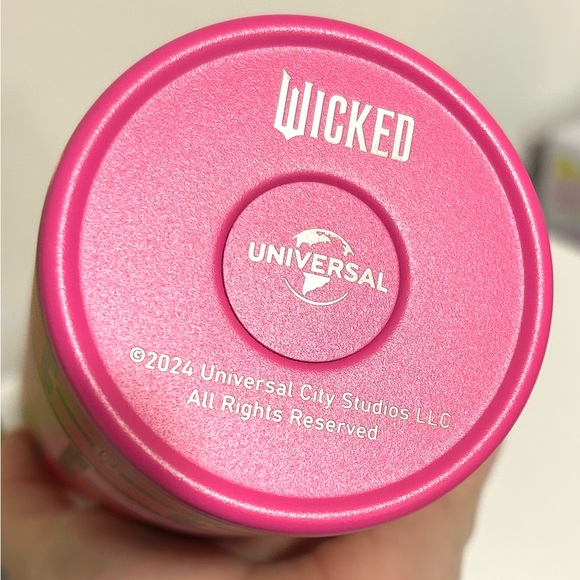 WICKED
UNIVERSAL
©2024 Universal City Studios LLC.
All Rights Reserved